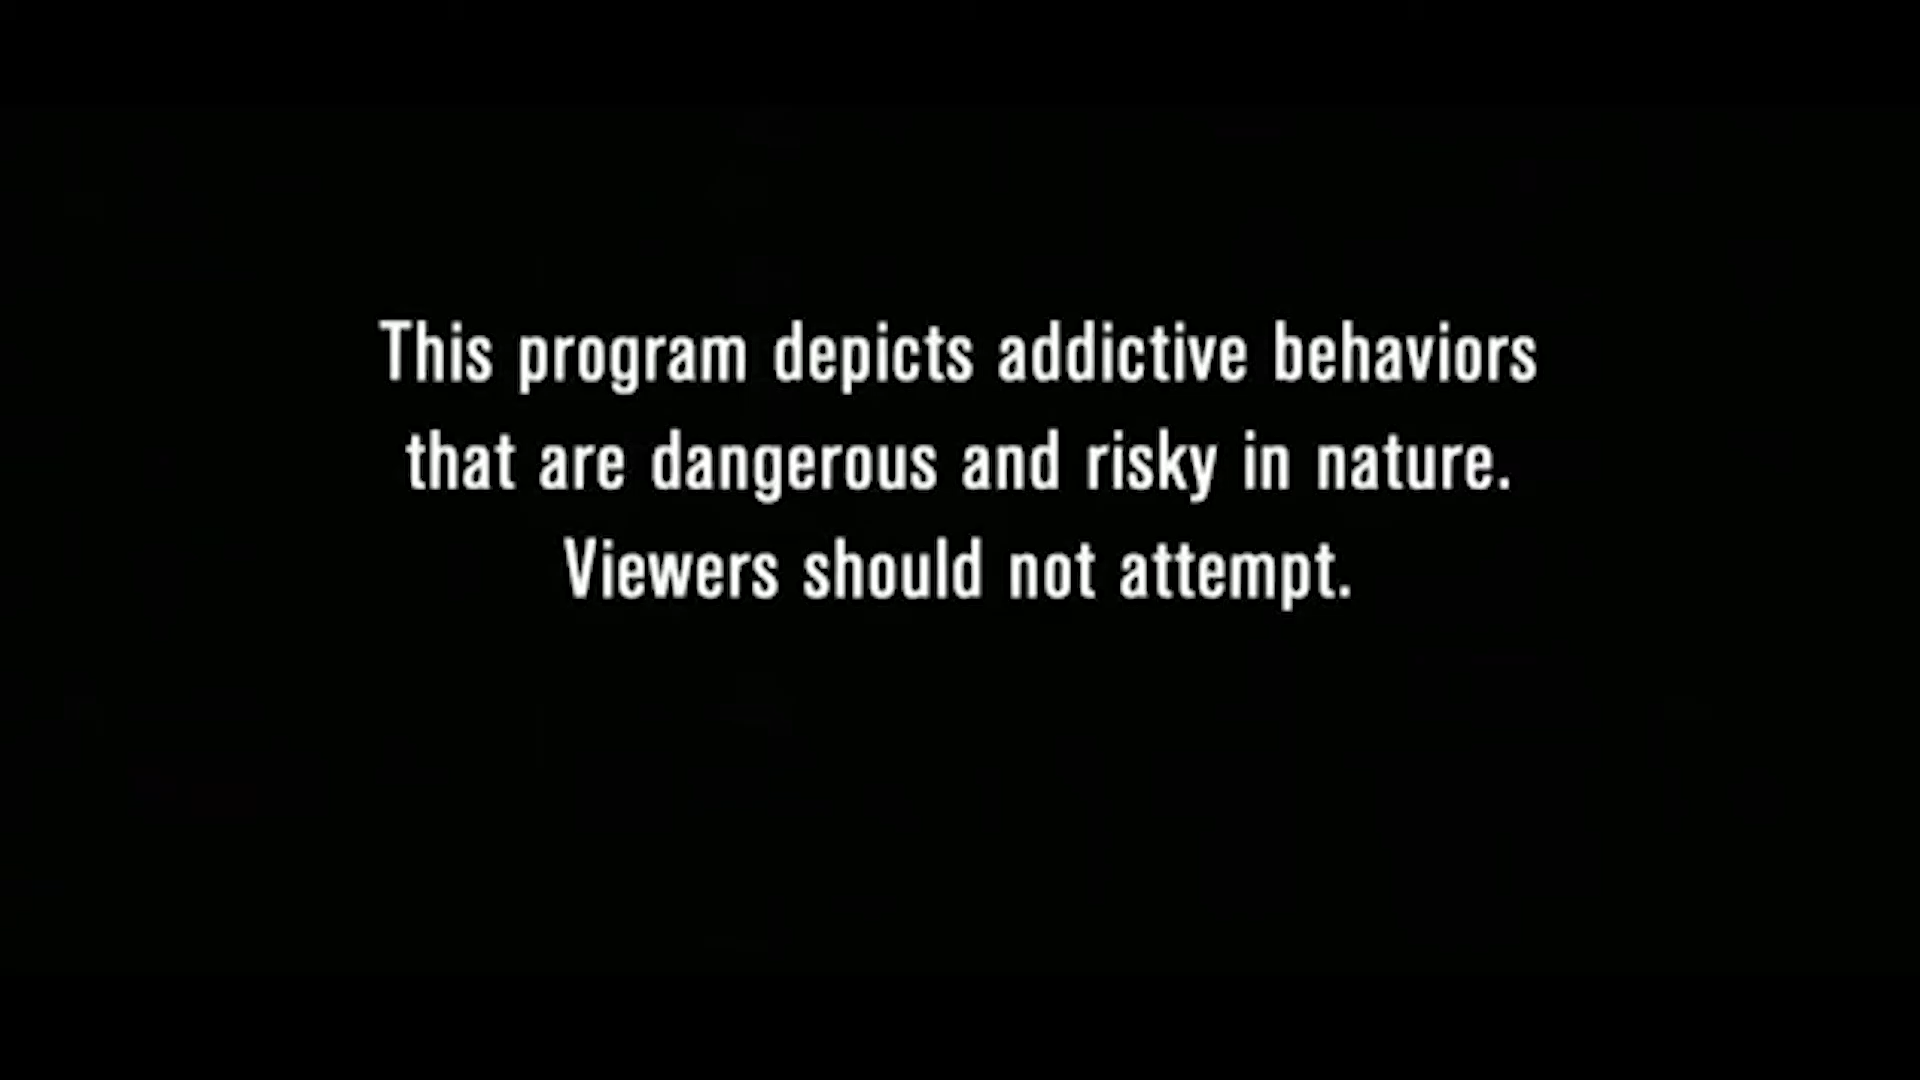 This program depicts addictive behaviors
that are dangerous and risky in nature.
Viewers should not attempt.